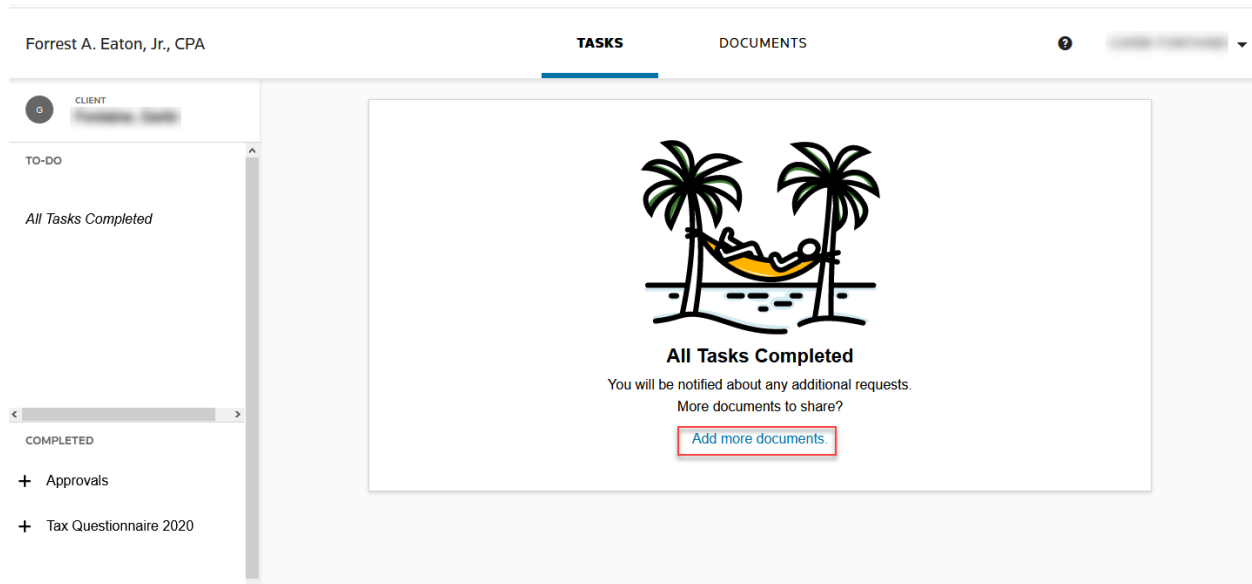 Forrest A. Eaton, Jr., CPA
TASKS
DOCUMENTS
?
G
CLIENT
TO-DO
All Tasks Completed
COMPLETED
+ Approvals
+ Tax Questionnaire 2020
All Tasks Completed
You will be notified about any additional requests.
More documents to share?
Add more documents.